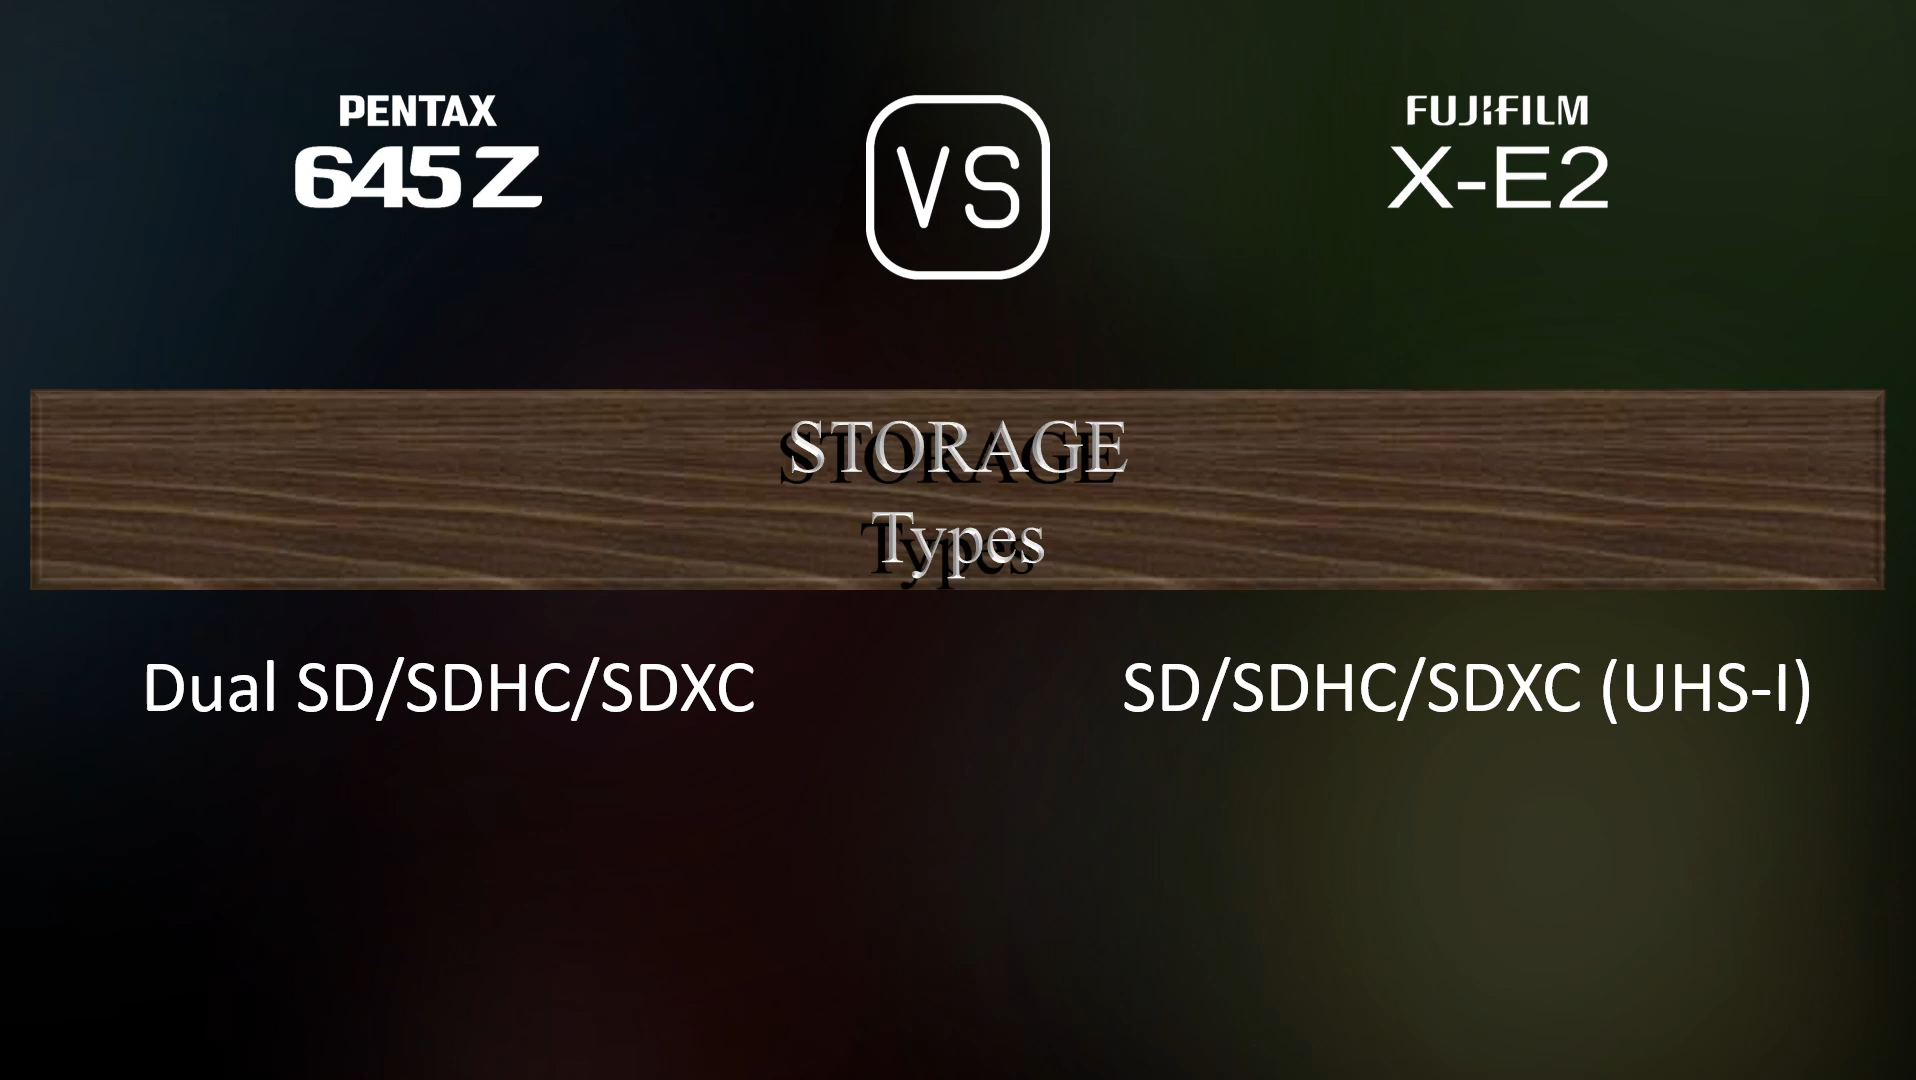 PENTAX
645Z
VS
FUJIFILM
X-E2
STORAGE
Types
Dual SD/SDHC/SDXC
SD/SDHC/SDXC (UHS-I)